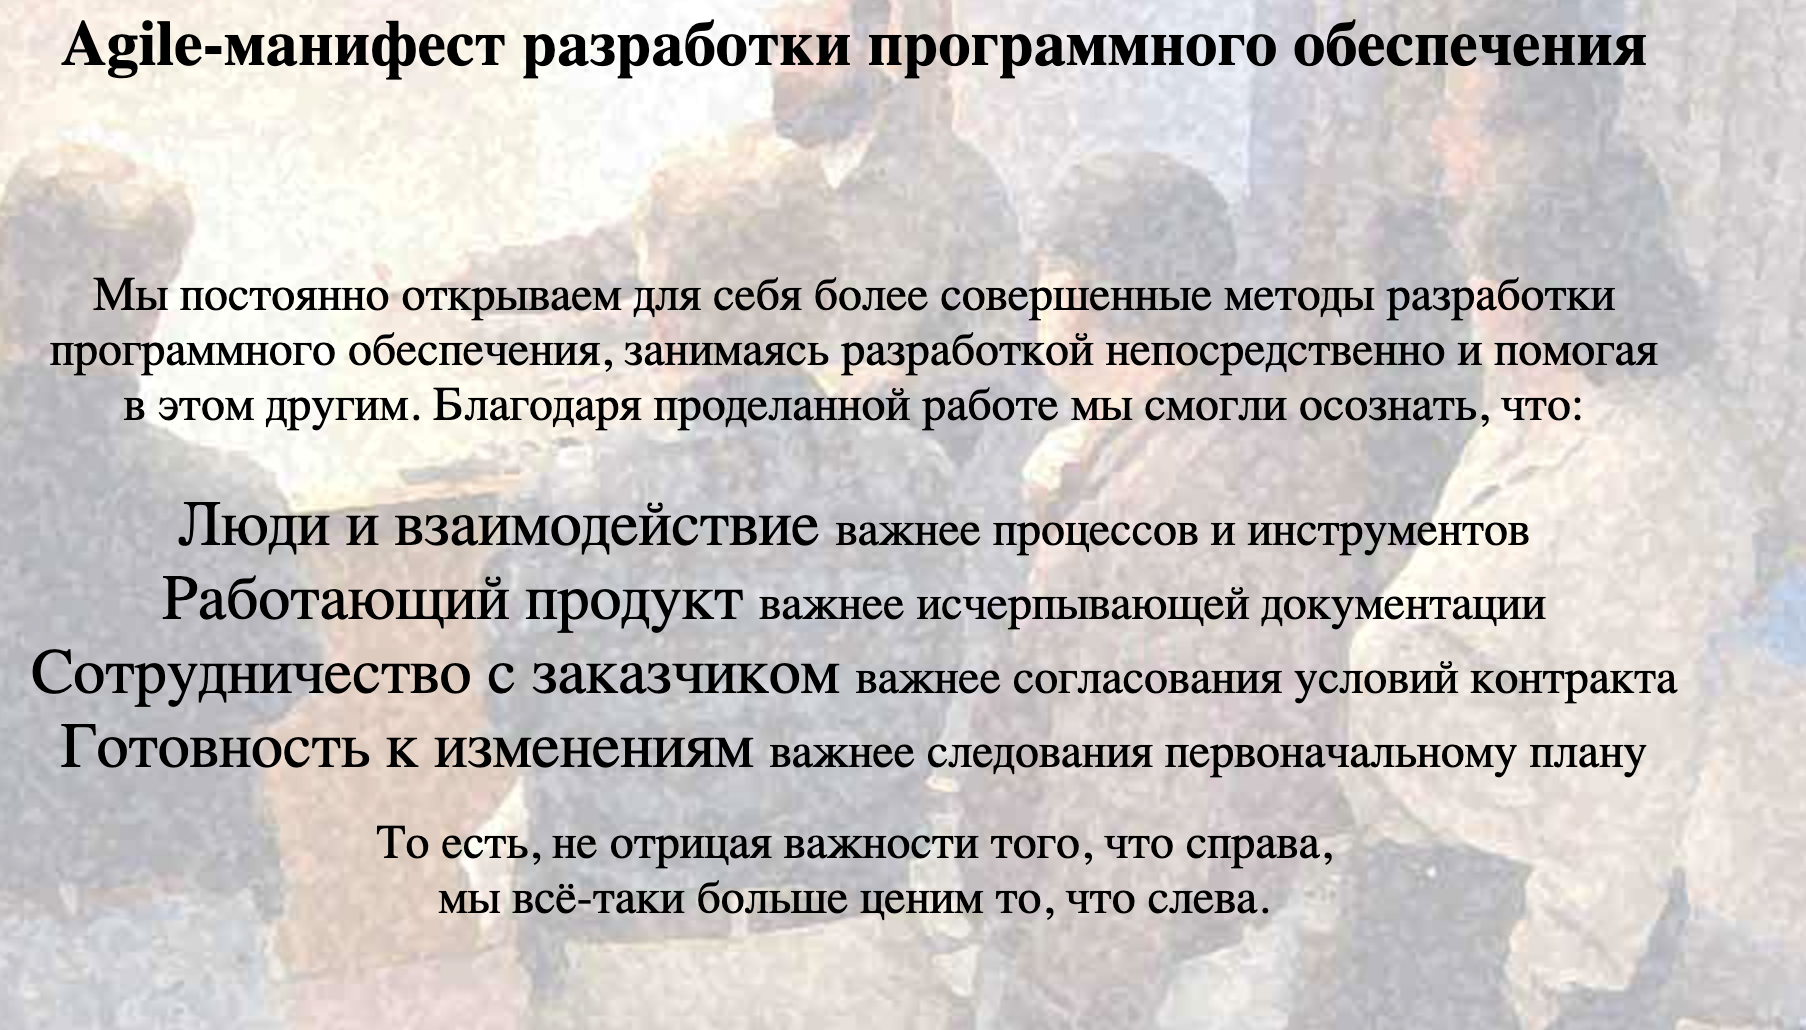 Agile-манифест разработки программного обеспечения
Мы постоянно открываем для себя более совершенные методы разработки
программного обеспечения, занимаясь разработкой непосредственно и помогая
в этом другим. Благодаря проделанной работе мы смогли осознать, что:
Люди и взаимодействие важнее процессов и инструментов
Работающий продукт важнее исчерпывающей документации
Сотрудничество с заказчиком важнее согласования условий контракта
Готовность к изменениям важнее следования первоначальному плану
То есть, не отрицая важности того, что справа,
мы всё-таки больше ценим то, что слева.